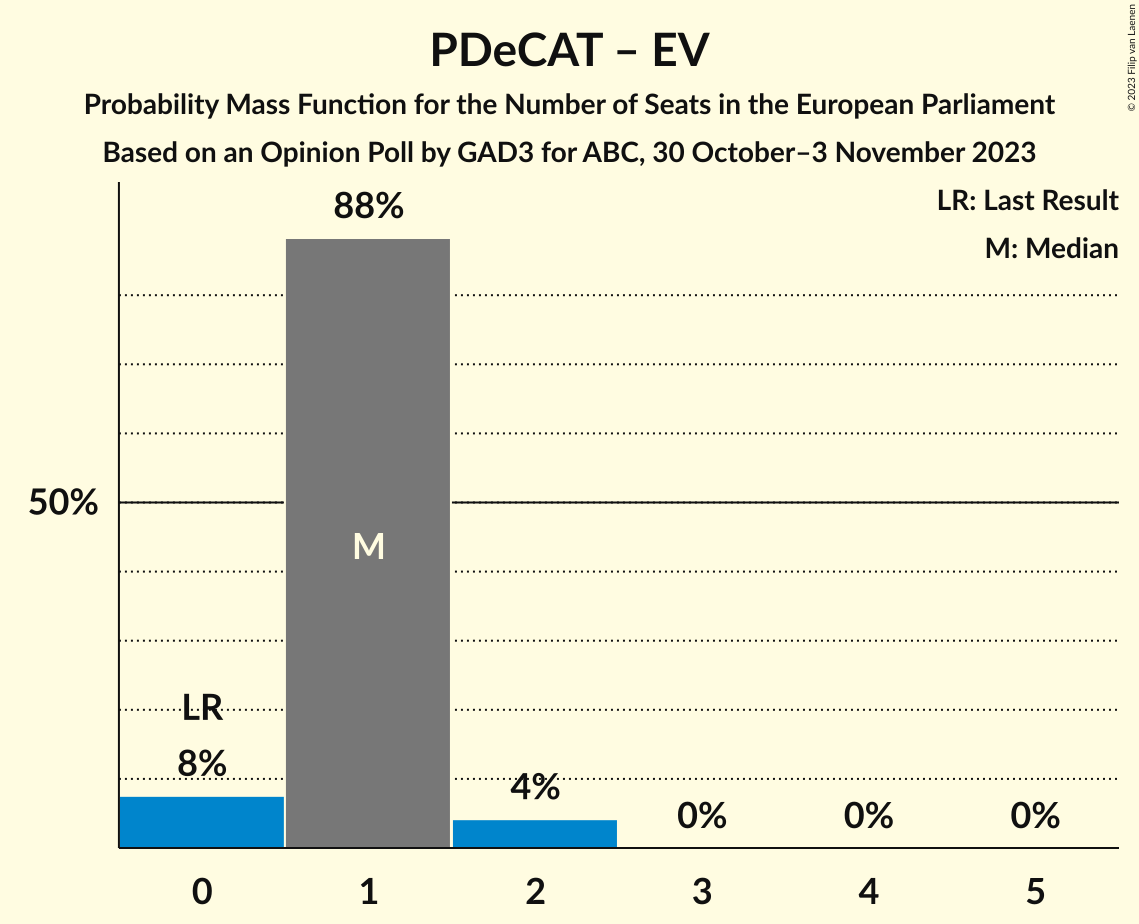 PDeCAT – EV
Probability Mass Function for the Number of Seats in the European Parliament
Based on an Opinion Poll by GAD3 for ABC, 30 October–3 November 2023
© 2023 Filip van Laenen
LR: Last Result
M: Median
88%
50%
M
LR
8%
4%
0%
0%
0%
0
1
2
3
4
5